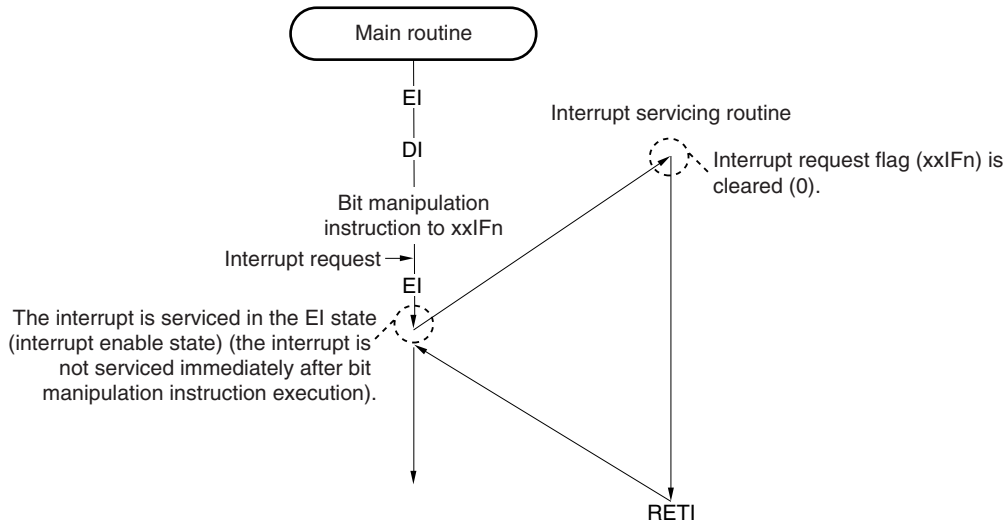 Main routine
EI
Interrupt servicing routine
DI
Interrupt request flag (xxIFn) is
cleared (0).
Bit manipulation
instruction to xxIFn
Interrupt request
EI
The interrupt is serviced in the EI state
(interrupt enable state) (the interrupt is
not serviced immediately after bit
manipulation instruction execution).
RETI